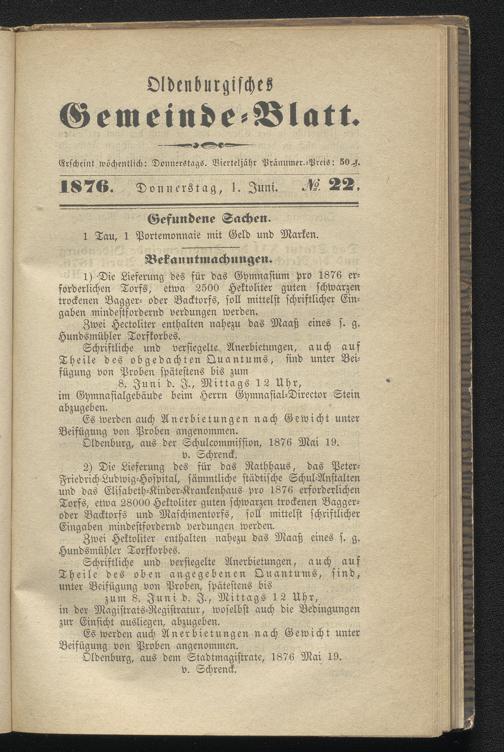 Oldenburgisches
Gemeinde-Blatt.
Erscheint wöchentlich: Donnerstags. Vierteljähr Pränumer.-Preis: 50 ₰.
1876. Donnerstag, 1. Juni. № 22.
Gefundene Sachen.
1 Tau, 1 Portemonnaie mit Geld und Marken.
Bekanntmachungen.
1) Die Lieferung des für das Gymnasium pro 1876 er-
forderlichen Torfs, etwa 2500 Hektoliter guten schwarzen
trockenen Bagger- oder Backtorfs, soll mittelst schriftlicher Ein-
gaben mindestfordernd verdungen werden.
Zwei Hectoliter enthalten nahezu das Maaß eines s. g.
Hundsmühler Torfkorbes.
Schriftliche und versiegelte Anerbietungen, auch auf
Theile des obgedachten Quantums, sind unter Bei-
fügung von Proben spätestens bis zum
8. Juni d. J., Mittags 12 Uhr,
im Gymnasialgebäude beim Herrn Gymnasial-Director Stein
abzugeben.
Es werden auch Anerbietungen nach Gewicht unter
Beifügung von Proben angenommen.
Oldenburg, aus der Schulcommission, 1876 Mai 19.
v. Schrenck.
2) Die Lieferung des für das Rathhaus, das Peter-
Friedrich-Ludwig-Hospital, sämmtliche städtische Schul-Anstalten
und das Elisabeth-Kinder-Krankenhaus pro 1876 erforderlichen
Torfs, etwa 28000 Hektoliter guten schwarzen trockenen Bagger-
oder Backtorfs und Maschinentorfs, soll mittelst schriftlicher
Eingaben mindestfordernd verdungen werden.
Zwei Hektoliter enthalten nahezu das Maaß eines s. g.
Hundsmühler Torfkorbes.
Schriftliche und versiegelte Anerbietungen, auch auf
Theile des oben angegebenen Quantums, sind,
unter Beifügung von Proben, spätestens bis
zum 8. Juni d. J., Mittags 12 Uhr,
in der Magistrats-Registratur, woselbst auch die Bedingungen
zur Einsicht ausliegen, abzugeben.
Es werden auch Anerbietungen nach Gewicht unter
Beifügung von Proben angenommen.
Oldenburg, aus dem Stadtmagistrate, 1876 Mai 19.
v. Schrenck.